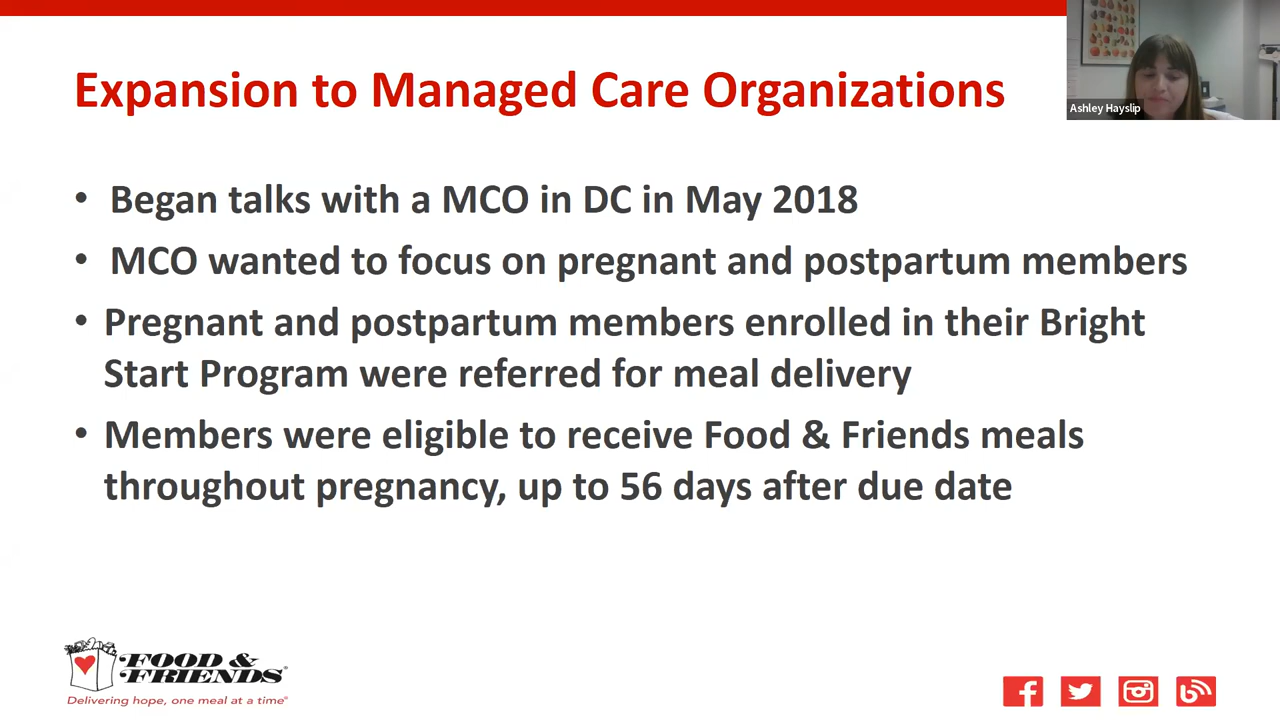 Expansion to Managed Care Organizations
Ashley Hayslip
• Began talks with a MCO in DC in May 2018
• MCO wanted to focus on pregnant and postpartum members
• Pregnant and postpartum members enrolled in their Bright
Start Program were referred for meal delivery
• Members were eligible to receive Food & Friends meals
throughout pregnancy, up to 56 days after due date
FOOD &
FRIENDS®
Delivering hope, one meal at a time®